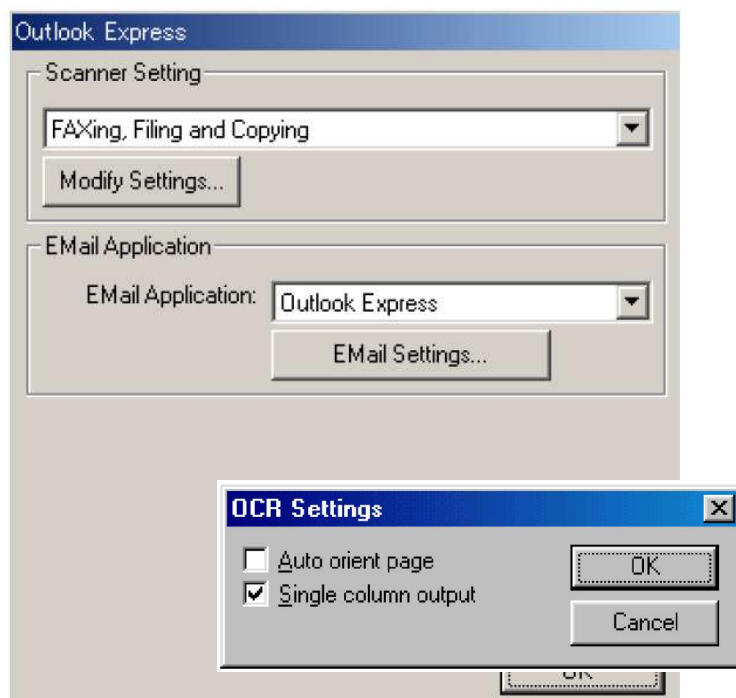 Outlook Express
Scanner Setting
FAXing, Filing and Copying
Modify Settings...
EMail Application
EMail Application:
Outlook Express
EMail Settings...
OCR Settings
Auto orient page
OK
Single column output
Cancel
OK